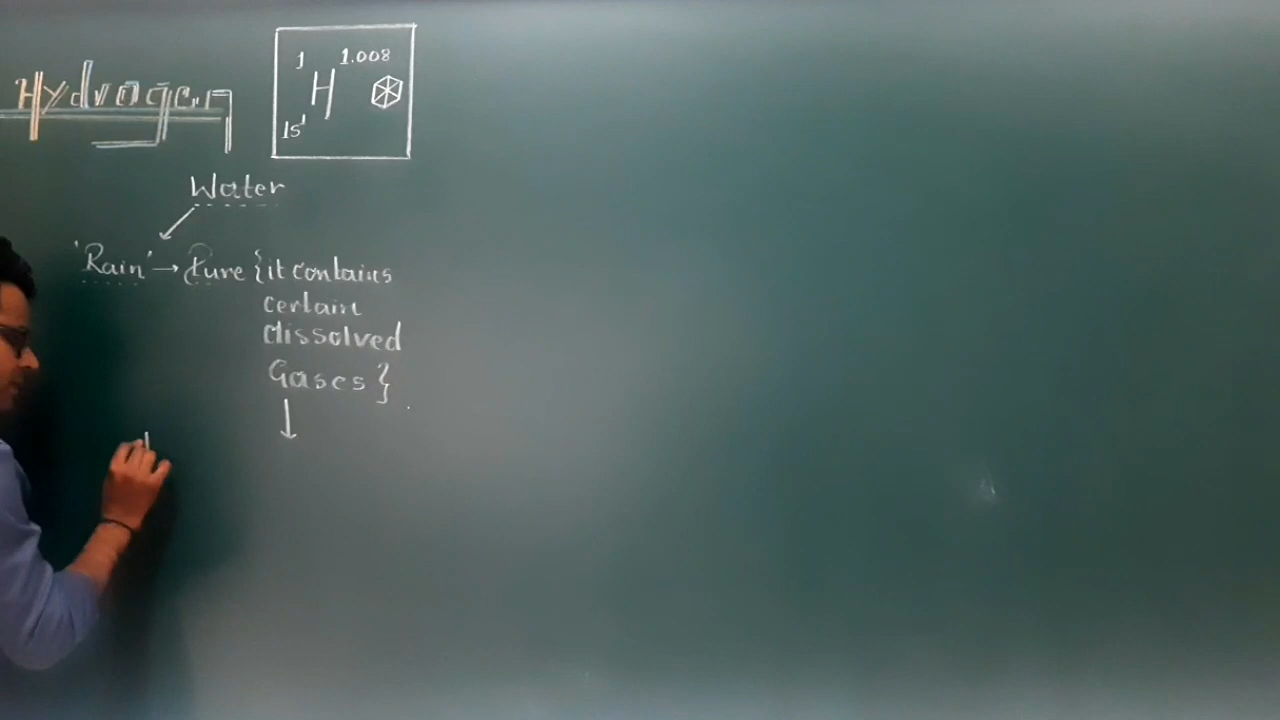 Hydrogen
1 1.008
H
1s¹
Water
'Rain' → Pure {it contains
certain
dissolved
Gases}